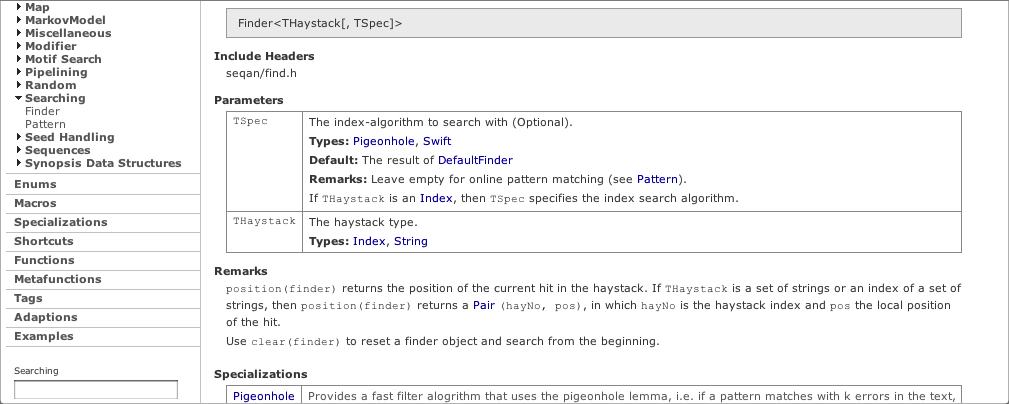 Map
MarkovModel
Miscellaneous
Modifier
Motif Search
Pipelining
Random
Searching
Finder
Pattern
Seed Handling
Sequences
Synopsis Data Structures
Enums
Macros
Specializations
Shortcuts
Functions
Metafunctions
Tags
Adaptions
Examples
Searching
Finder<THaystack[, TSpec]>
Include Headers
seqan/find.h
Parameters
TSpec
The index-algorithm to search with (Optional).
Types: Pigeonhole, Swift
Default: The result of DefaultFinder
Remarks: Leave empty for online pattern matching (see Pattern).
If THaystack is an Index, then TSpec specifies the index search algorithm.
THaystack
The haystack type.
Types: Index, String
Remarks
position(finder) returns the position of the current hit in the haystack. If THaystack is a set of strings or an index of a set of
strings, then position(finder) returns a Pair (hayNo, pos), in which hayNo is the haystack index and pos the local position
of the hit.
Use clear(finder) to reset a finder object and search from the beginning.
Specializations
Pigeonhole
Provides a fast filter alogrithm that uses the pigeonhole lemma, i.e. if a pattern matches with k errors in the text,